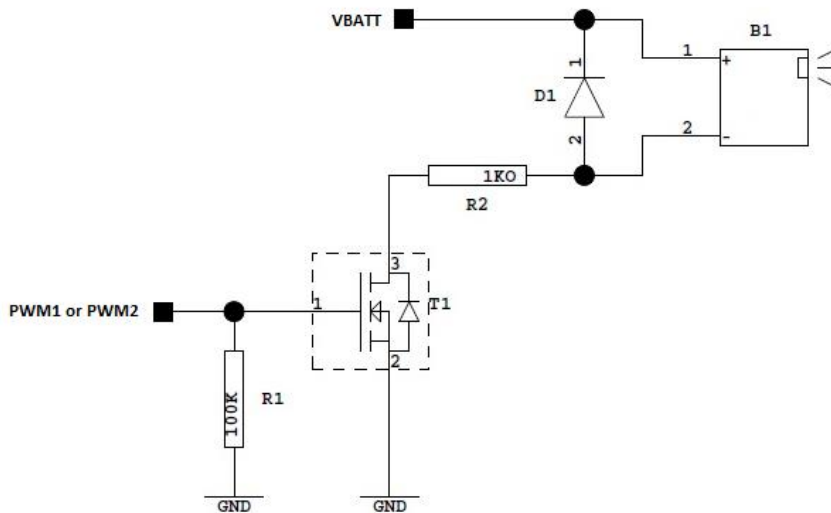 VBATT
B1
1
+
1
D1
2
2
-
1K0
R2
3
PWM1 or PWM2
1
T1
2
100K
R1
GND
GND